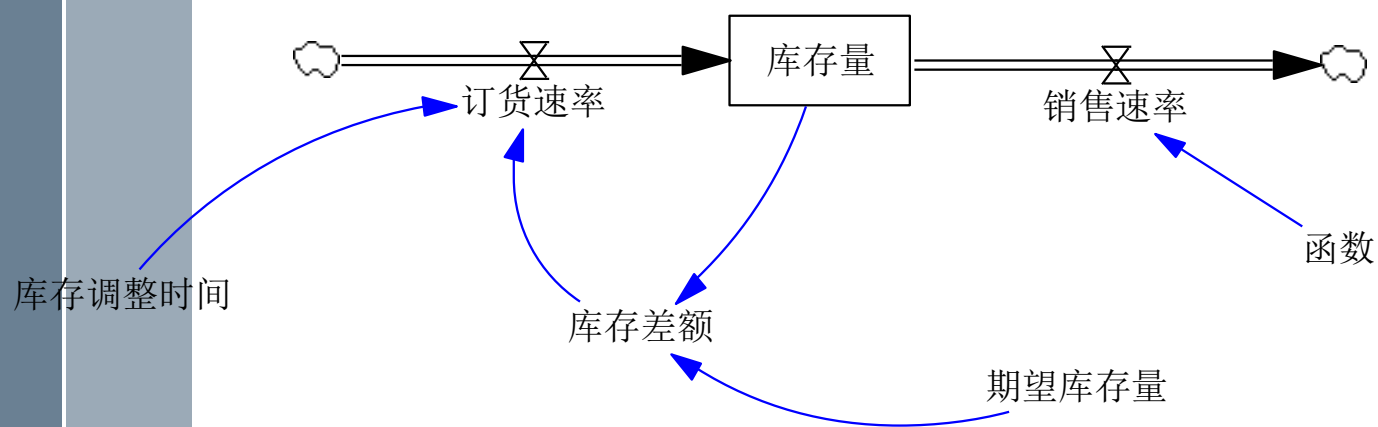 库存量
订货速率
销售速率
函数
库存调整时间
库存差额
期望库存量